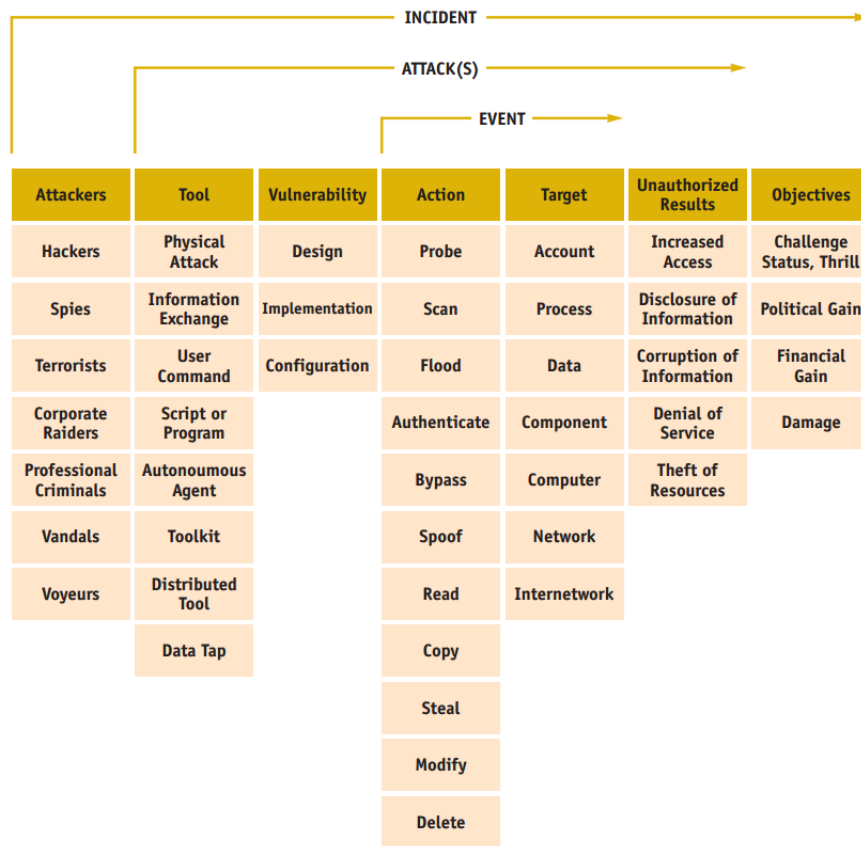 INCIDENT
ATTACK(S)
EVENT
Attackers
Tool
Vulnerability
Action
Target
Unauthorized
Results
Objectives
Hackers
Physical
Attack
Design
Probe
Account
Increased
Access
Challenge
Status, Thrill
Spies
Information
Exchange
Implementation
Scan
Process
Disclosure of
Information
Political Gain
Terrorists
User
Command
Configuration
Flood
Data
Corruption of
Information
Financial
Gain
Corporate
Raiders
Script or
Program
Authenticate
Component
Denial of
Service
Damage
Professional
Criminals
Autonoumous
Agent
Bypass
Computer
Theft of
Resources
Vandals
Toolkit
Spoof
Network
Voyeurs
Distributed
Tool
Read
Internetwork
Data Tap
Copy
Steal
Modify
Delete